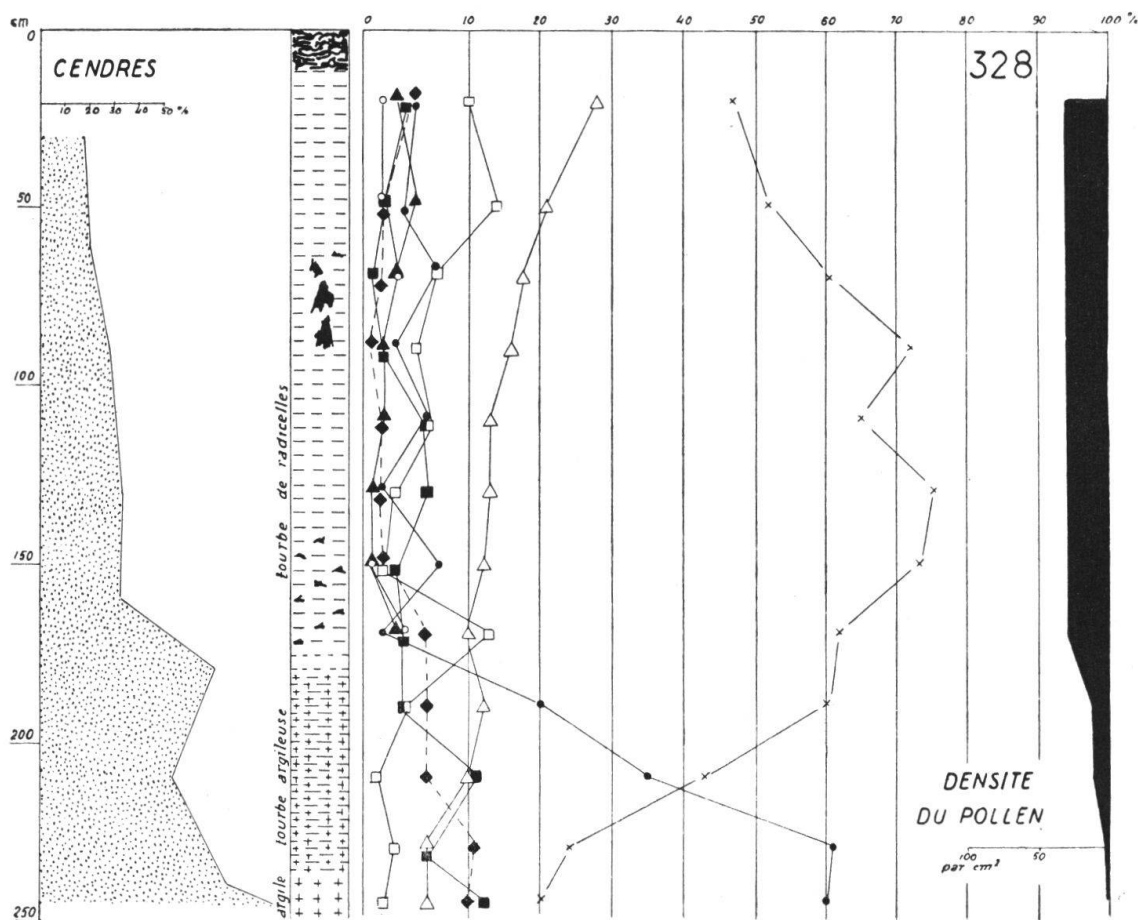 cm
0
CENDRES
10 20 30 40 50 %
50
100
150
200
250
tourbe de radicelles
tourbe argileuse
argile
0 10 20 30 40 50 60 70 80 90 100 %
328
DENSITE
DU POLLEN
100 50
par cm³